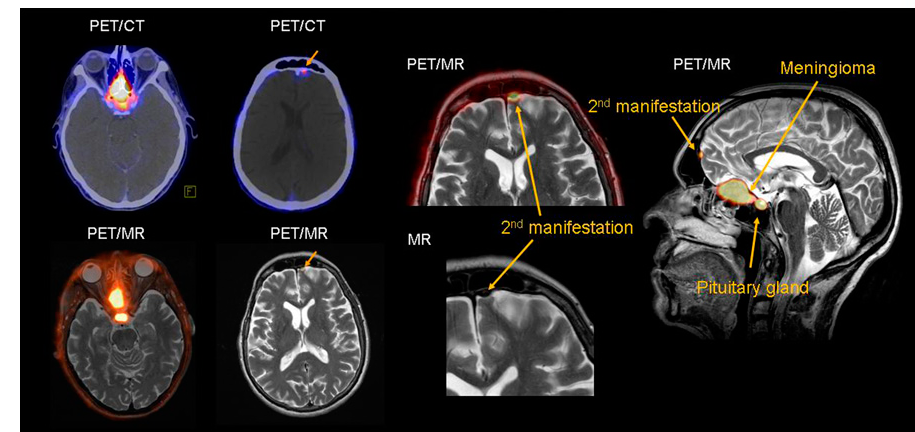 PET/CT
PET/CT
PET/MR
PET/MR
Meningioma
2nd manifestation
F
PET/MR
PET/MR
MR
2nd manifestation
Pituitary gland